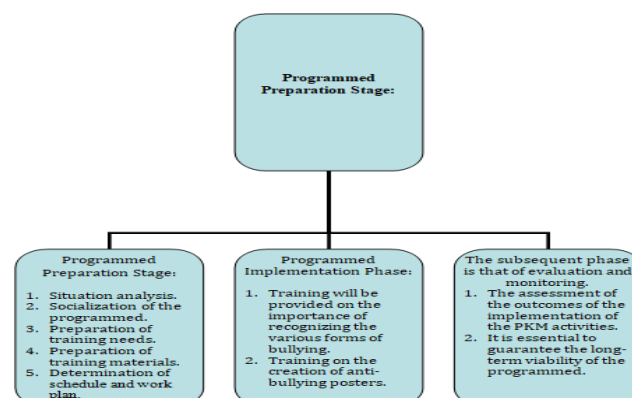 Programmed
Preparation Stage:
Programmed
Preparation Stage:
1. Situation analysis.
2. Socialization of the
programmed.
3. Preparation of
training needs.
4. Preparation of
training materials.
5. Determination of
schedule and work
plan.
Programmed
Implementation Phase:
1. Training will be
provided on the
importance of
recognizing the
various forms of
bullying.
2. Training on the
creation of anti-
bullying posters.
The subsequent phase
is that of evaluation and
monitoring.
1. The assessment of
the outcomes of the
implementation of
the PKM activities.
2. It is essential to
guarantee the long-
term viability of
the programmed.